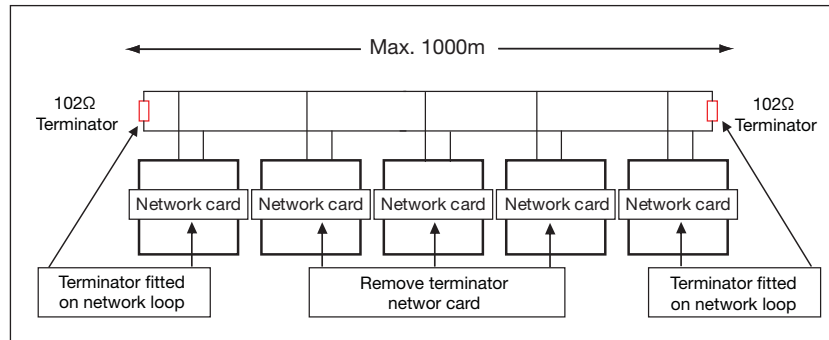 Max. 1000m
102Ω
Terminator
102Ω
Terminator
Network card
Network card
Network card
Network card
Network card
Terminator fitted
on network loop
Remove terminator
networ card
Terminator fitted
on network loop